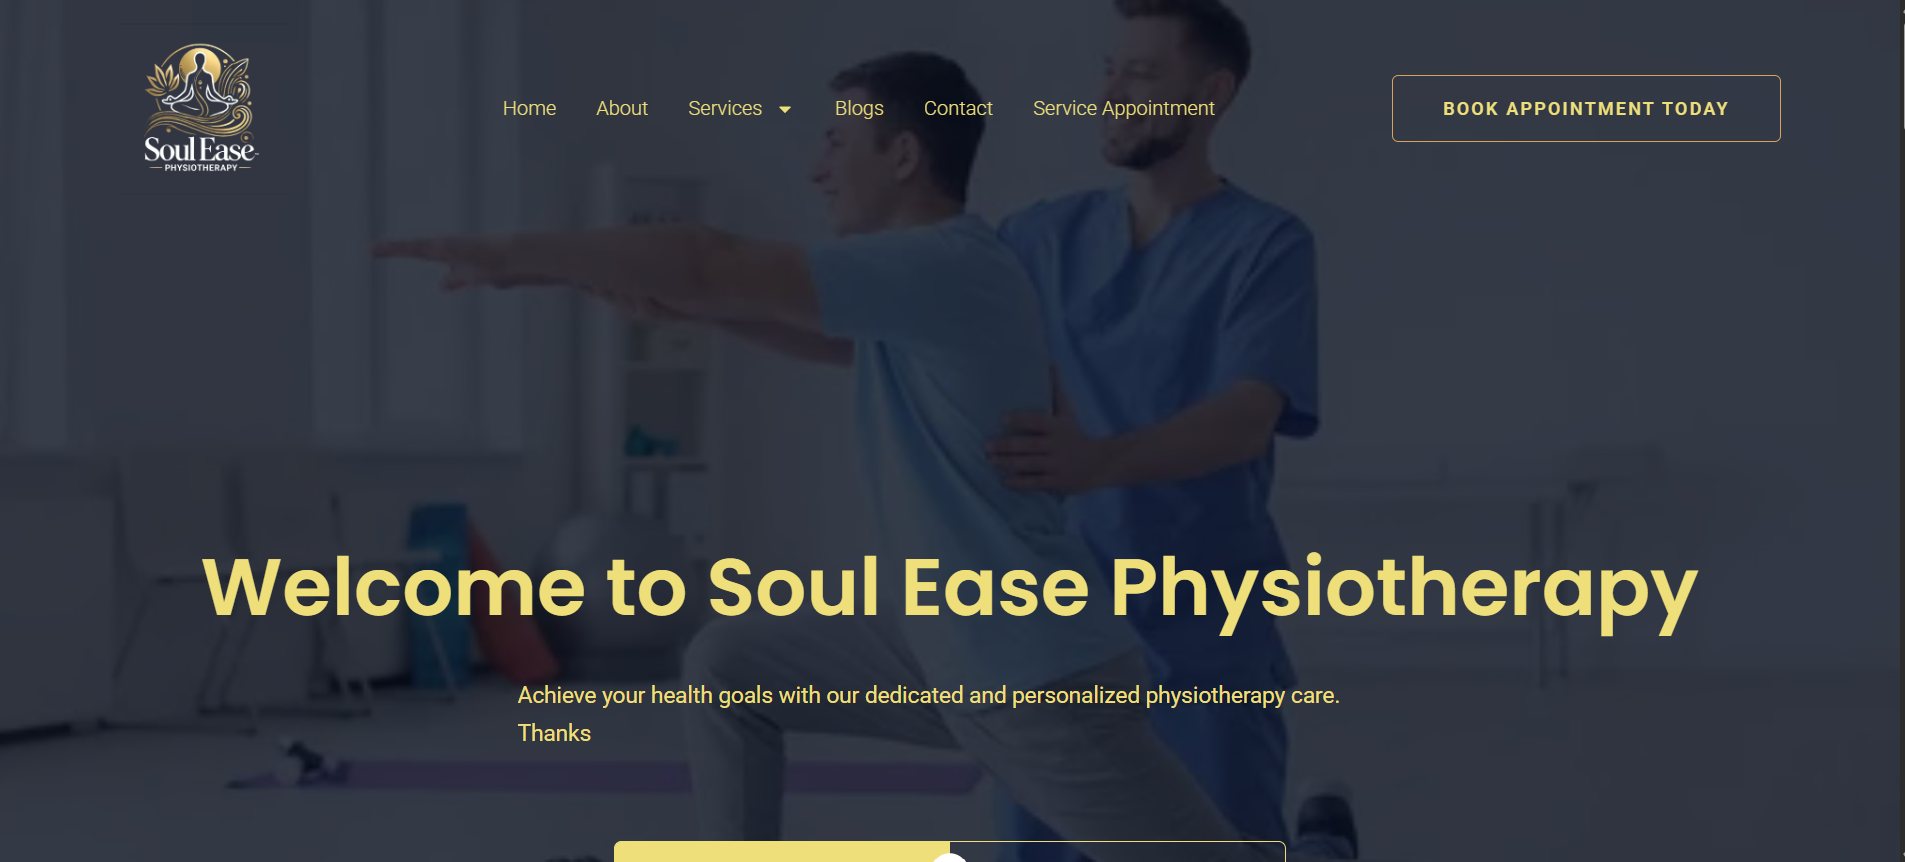 Soul Ease
PHYSIOTHERAPY
Home
About
Services
Blogs
Contact
Service Appointment
BOOK APPOINTMENT TODAY
Welcome to Soul Ease Physiotherapy
Achieve your health goals with our dedicated and personalized physiotherapy care.
Thanks